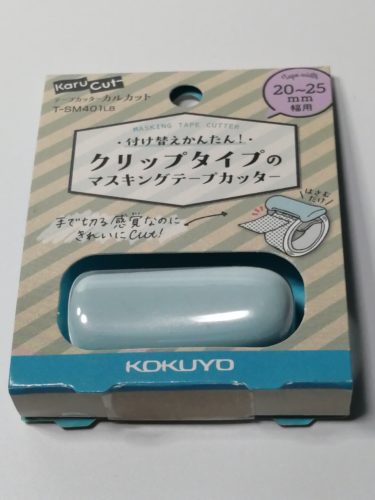 Karu Cut
テープカッターカルカット
T-SM401LB
Tape width
20~25
mm
幅用
MASKING TAPE CUTTER
・付け替えかんたん!・
クリップタイプの
マスキングテープカッター
はさむ
だけ
手で切る感覚なのに
きれいにcut!
KOKUYO